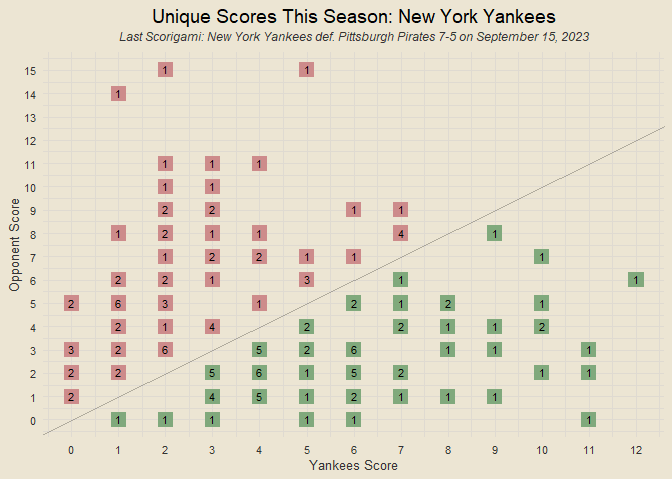 Unique Scores This Season: New York Yankees
Last Scorigami: New York Yankees def. Pittsburgh Pirates 7-5 on September 15, 2023
15 1 1
14 1
13
12
11 1 1 1
10 1 1
9 2 2 1 1
8 1 2 1 1 4 1
7 1 2 2 1 1 1
6 2 2 1 3 1 1
5 2 6 3 1 2 1 2 1
4 2 1 4 2 2 1 1 2
3 3 2 6 5 2 6 1 1 1
2 2 2 5 6 1 5 2 1 1
1 2 4 5 1 2 1 1 1
0 1 1 1 1 1 1
0 1 2 3 4 5 6 7 8 9 10 11 12
Opponent Score
Yankees Score